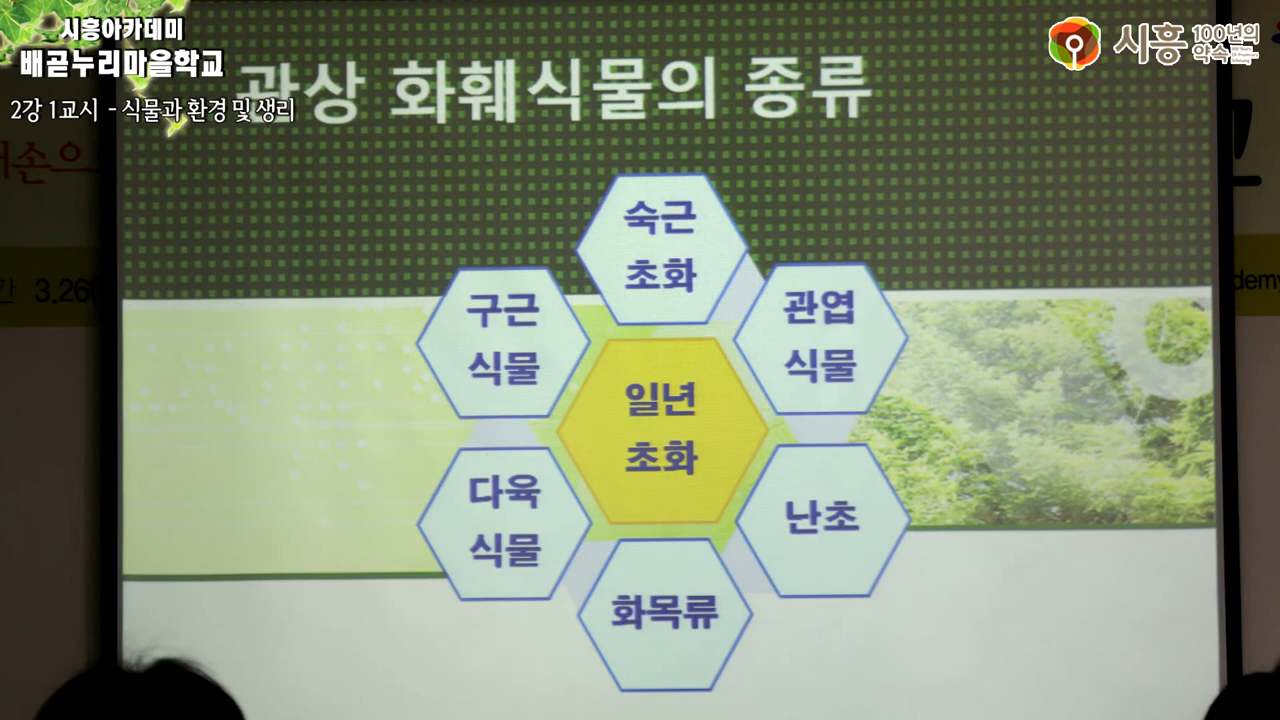 시흥아카데미
배곧누리마을학교
2강 1교시 - 식물과 환경 및 생리
시흥 100년의
약속
관상 화훼식물의 종류
숙근
초화
구근
식물
관엽
식물
일년
초화
다육
식물
난초
화목류
3.26